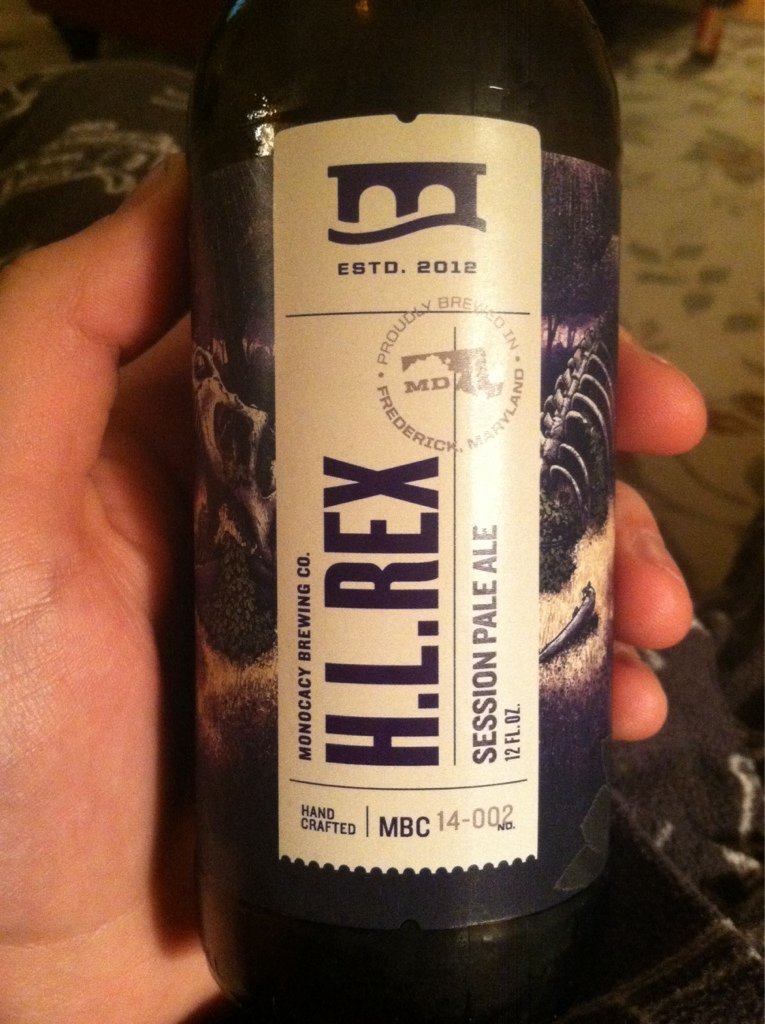 ESTD. 2012
• PROUDLY BREWED IN •
MD
FREDERICK, MARYLAND
MONOCACY BREWING CO.
H.L.REX
SESSION PALE ALE
12 FL.OZ.
HAND
CRAFTED
MBC 14-002 NO.